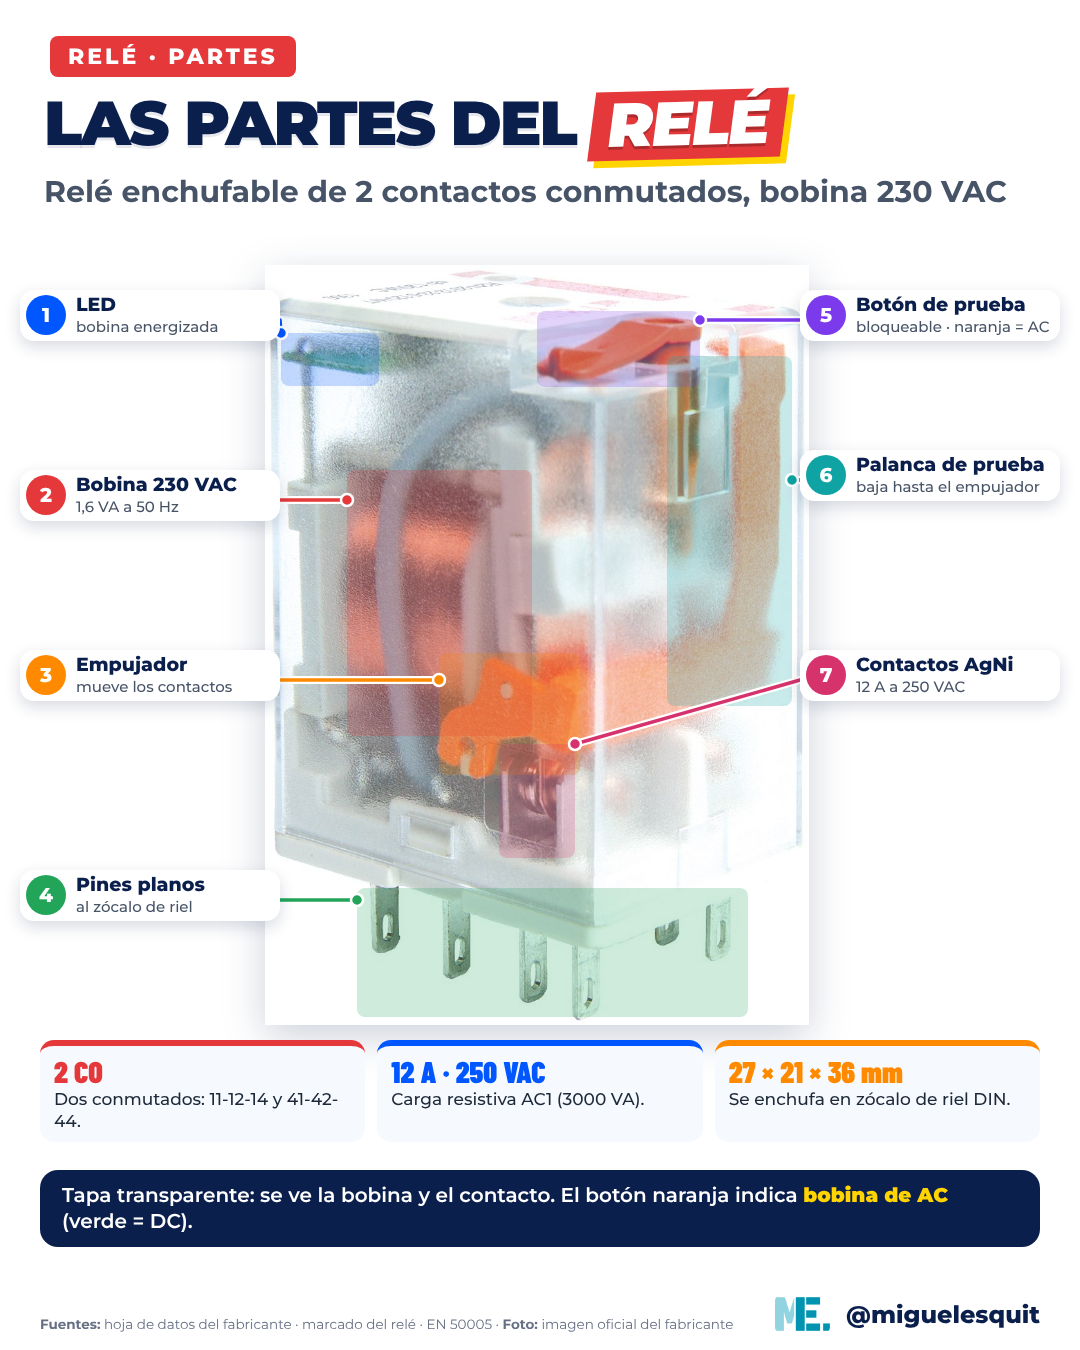 RELÉ · PARTES
LAS PARTES DEL RELÉ
Relé enchufable de 2 contactos conmutados, bobina 230 VAC
1
LED
bobina energizada
5
Botón de prueba
bloqueable · naranja = AC
6
Palanca de prueba
baja hasta el empujador
2
Bobina 230 VAC
1,6 VA a 50 Hz
3
Empujador
mueve los contactos
7
Contactos AgNi
12 A a 250 VAC
4
Pines planos
al zócalo de riel
2 CO
Dos conmutados: 11-12-14 y 41-42-
44.
12 A · 250 VAC
Carga resistiva AC1 (3000 VA).
27 × 21 × 36 mm
Se enchufa en zócalo de riel DIN.
Tapa transparente: se ve la bobina y el contacto. El botón naranja indica bobina de AC
(verde = DC).
Fuentes: hoja de datos del fabricante · marcado del relé · EN 50005 · Foto: imagen oficial del fabricante
ME.
@miguelesquit